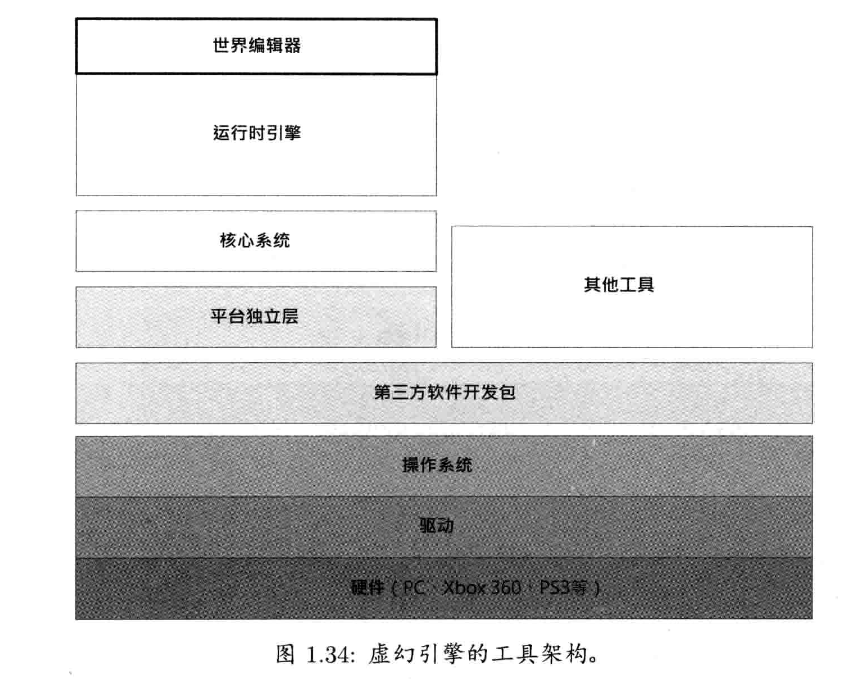 世界编辑器
运行时引擎
核心系统
其他工具
平台独立层
第三方软件开发包
操作系统
驱动
硬件（PC、Xbox 360、PS3等）
图 1.34: 虚幻引擎的工具架构。